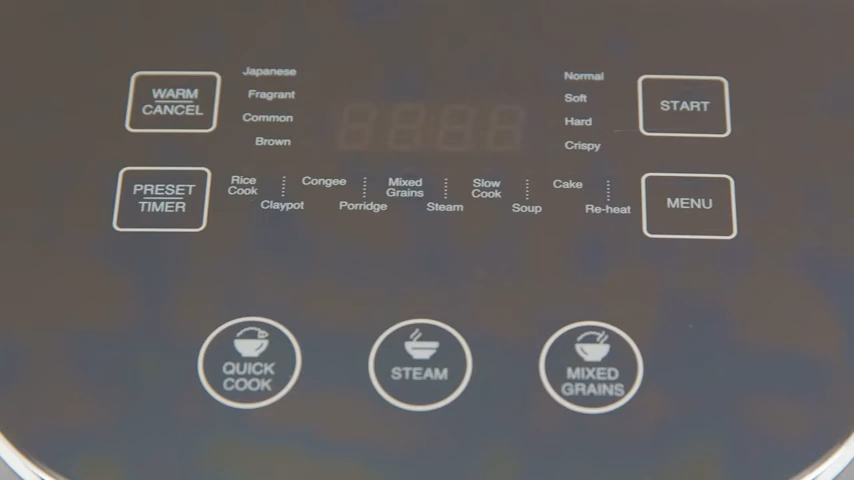 WARM
CANCEL
Japanese
Fragrant
Common
Brown
Normal
Soft
Hard
Crispy
START
PRESET
TIMER
Rice
Cook
Claypot
Congee
Porridge
Mixed
Grains
Steam
Slow
Cook
Soup
Cake
Re-heat
MENU
QUICK
COOK
STEAM
MIXED
GRAINS